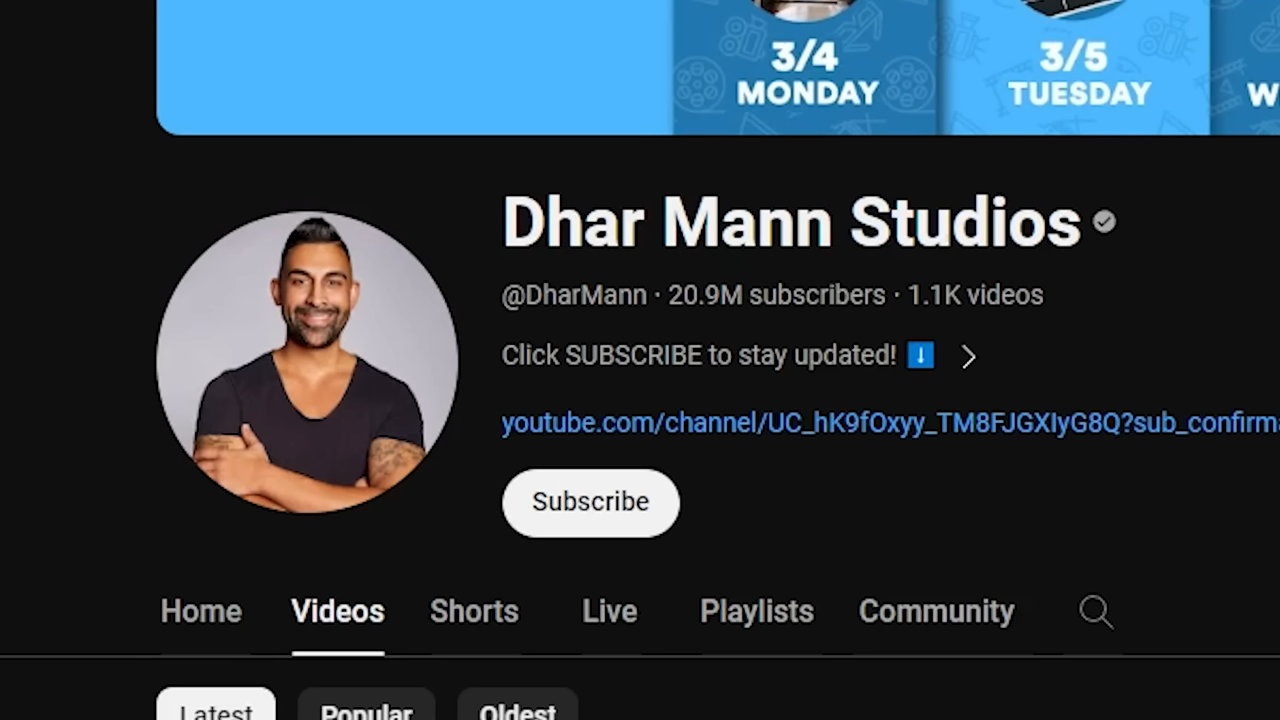 3/4
MONDAY
3/5
TUESDAY
W
Dhar Mann Studios
@DharMann · 20.9M subscribers · 1.1K videos
Click SUBSCRIBE to stay updated!
youtube.com/channel/UC_hK9fOxyy_TM8FJGXIyG8Q?sub_confirma
Subscribe
Home Videos Shorts Live Playlists Community
Latest Popular Oldest